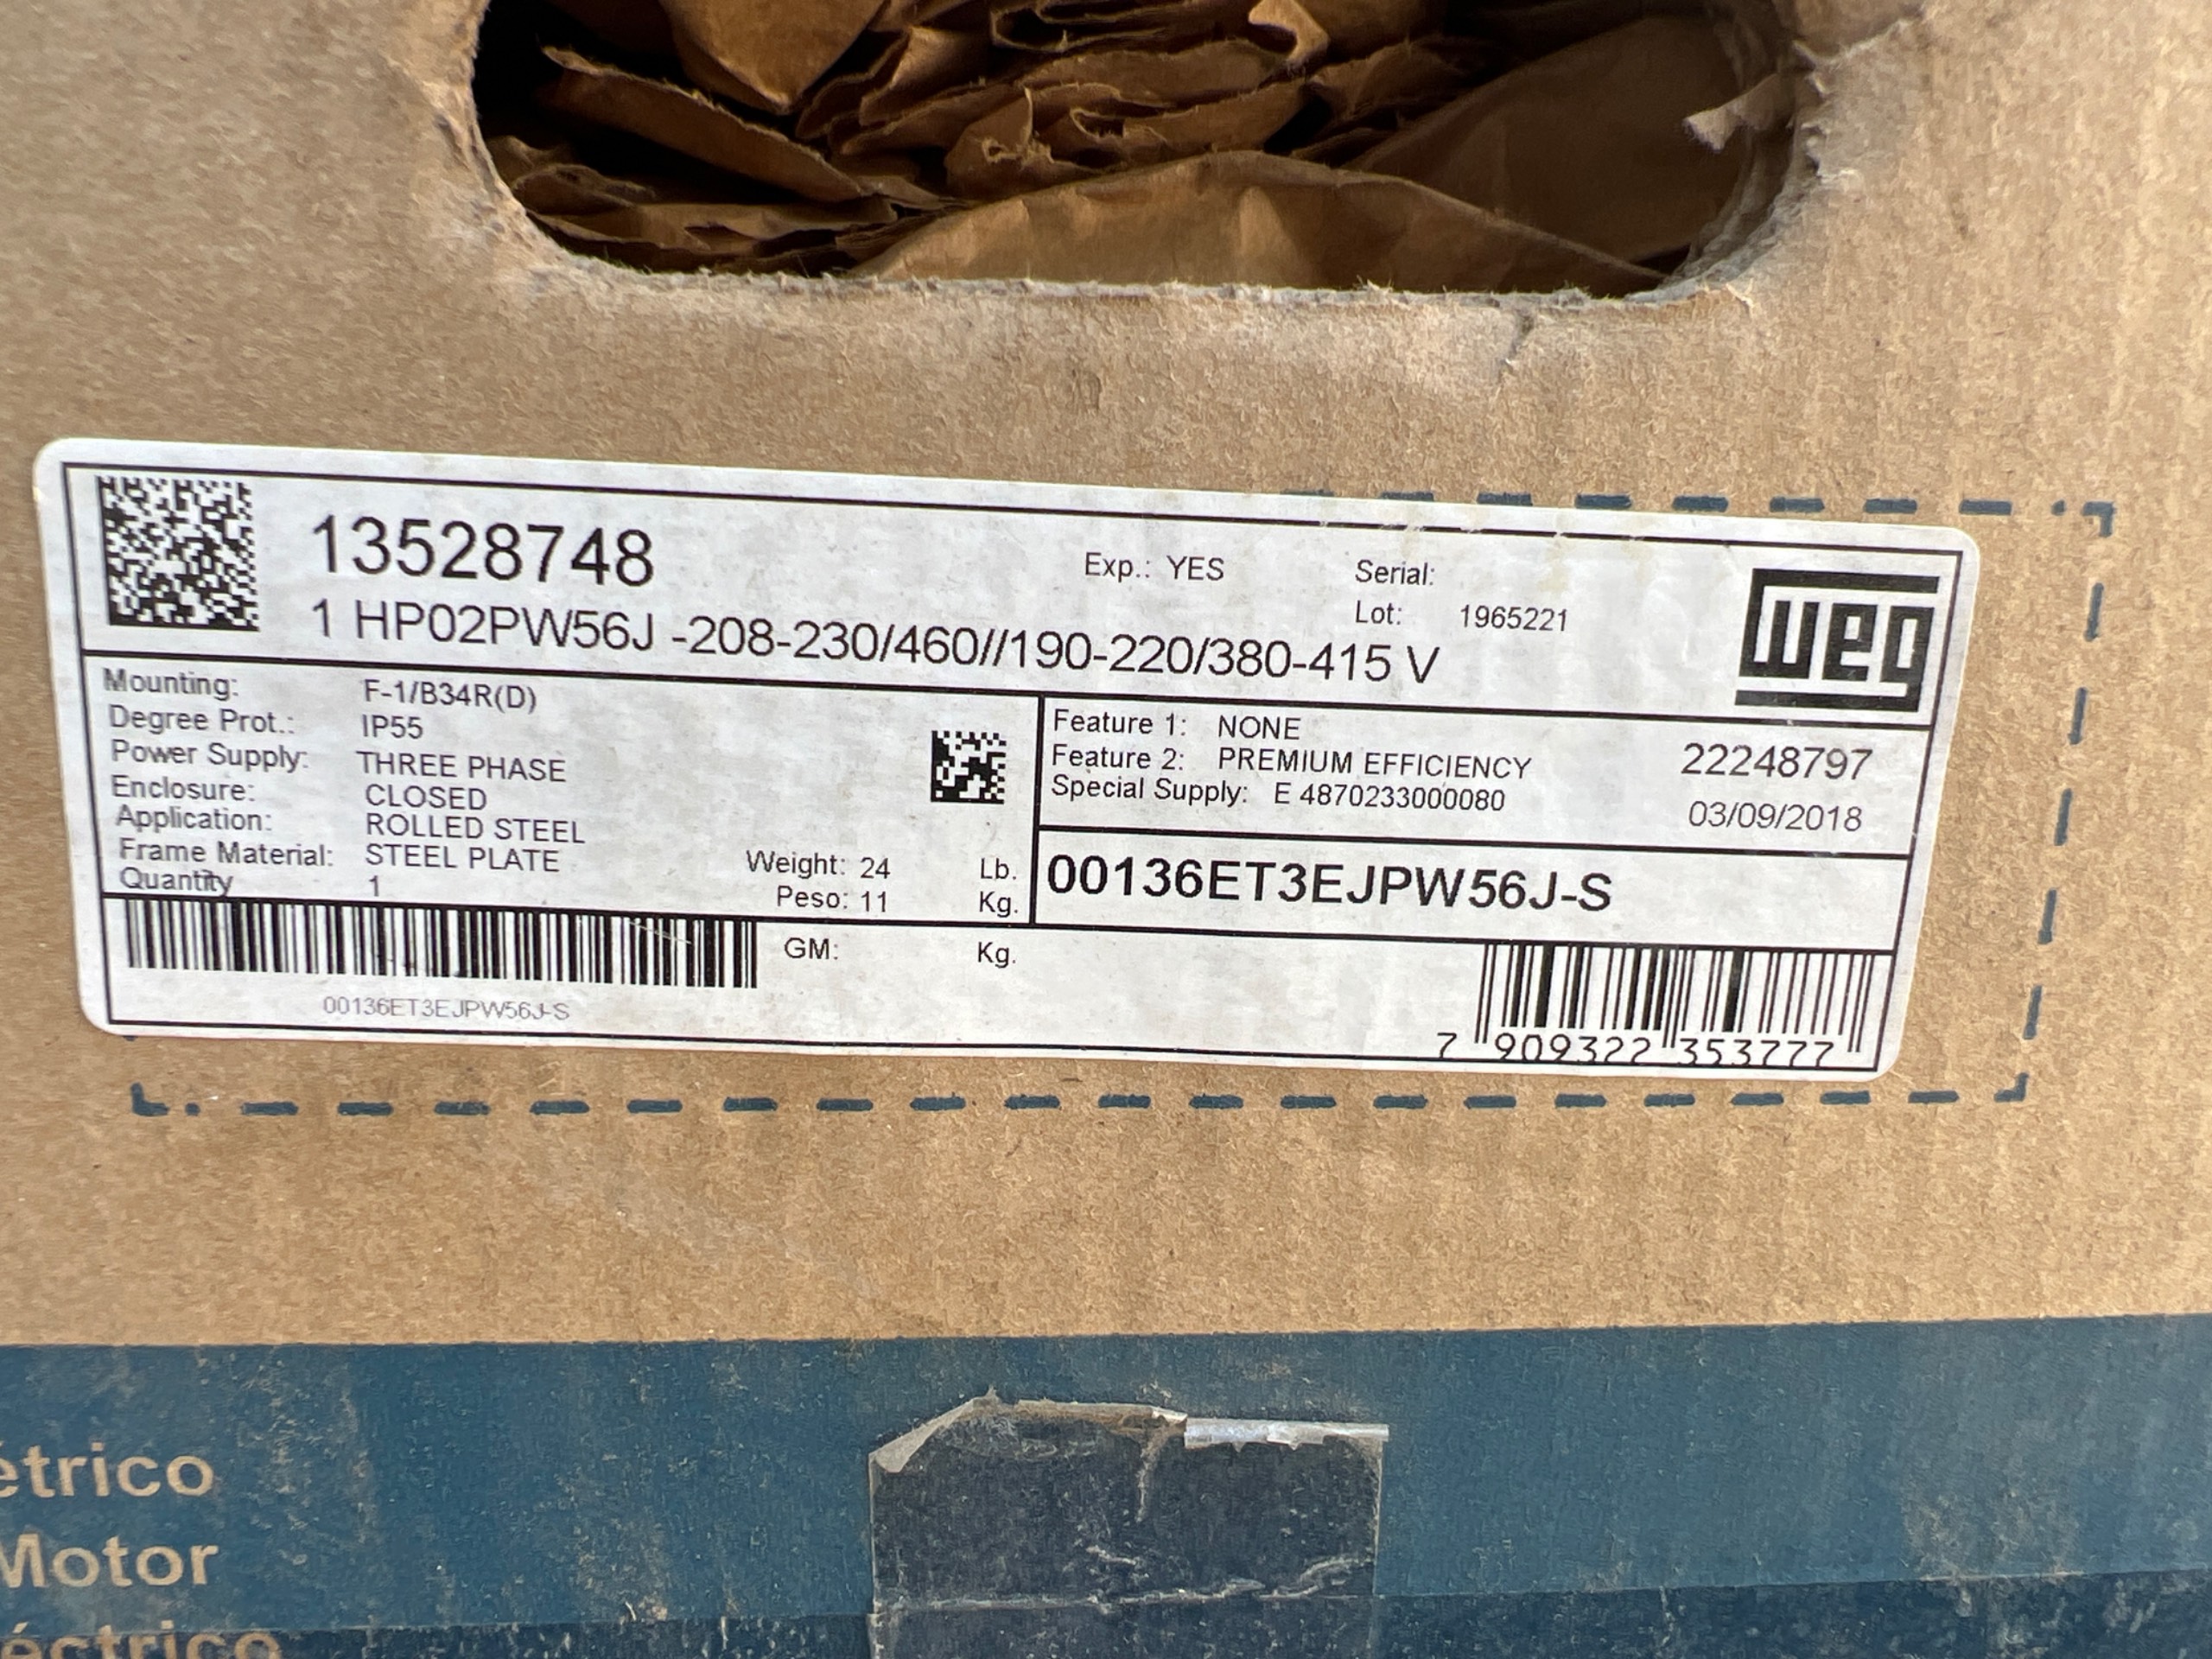 13528748
Exp.: YES
Serial:
Lot: 1965221
weg
1 HP02PW56J -208-230/460//190-220/380-415 V
Mounting: F-1/B34R(D)
Degree Prot.: IP55
Power Supply: THREE PHASE
Enclosure: CLOSED
Application: ROLLED STEEL
Frame Material: STEEL PLATE
Quantity 1
Weight: 24 Lb.
Peso: 11 Kg.
Feature 1: NONE
Feature 2: PREMIUM EFFICIENCY
Special Supply: E 4870233000080
22248797
03/09/2018
00136ET3EJPW56J-S
GM: Kg.
00136ET3EJPW56J-S
7 909322 353777
étrico
Motor
éctrico